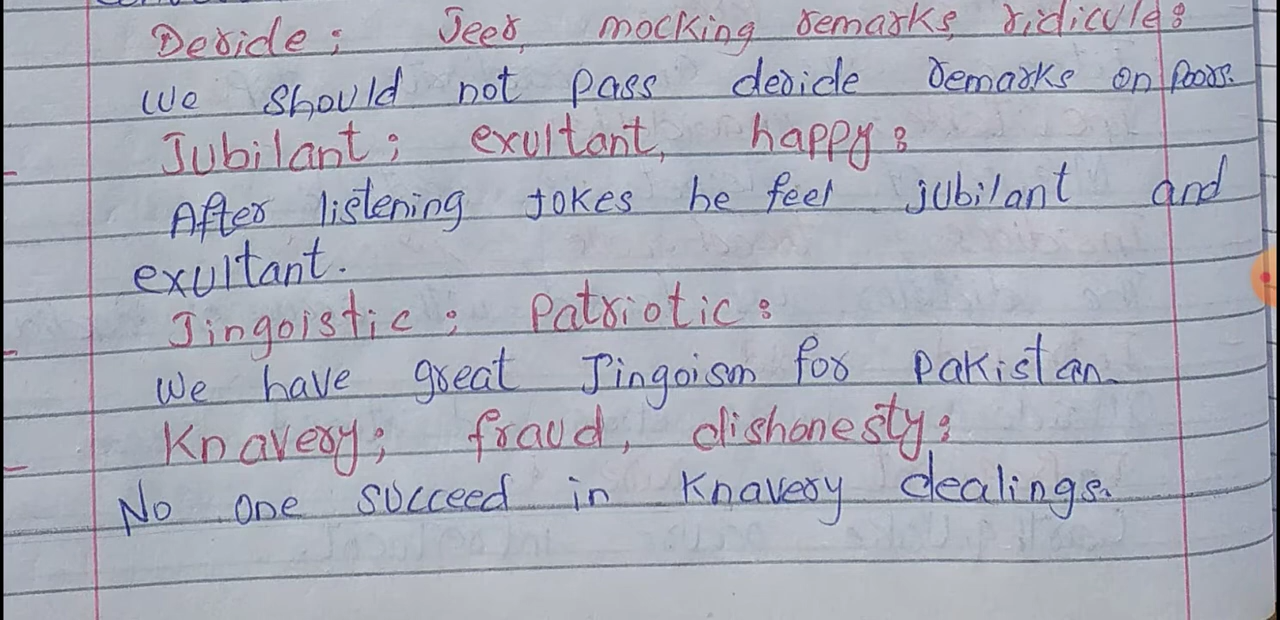 Deride: Jeer, mocking remarks, ridicule:
We should not pass deride remarks on poors.
Jubilant; exultant, happy:
After listening jokes he feel jubilant and
exultant.
Jingoistic: Patriotic:
We have great Jingoism for Pakistan.
Knavery; fraud, dishonesty:
No one succeed in Knavery dealings.